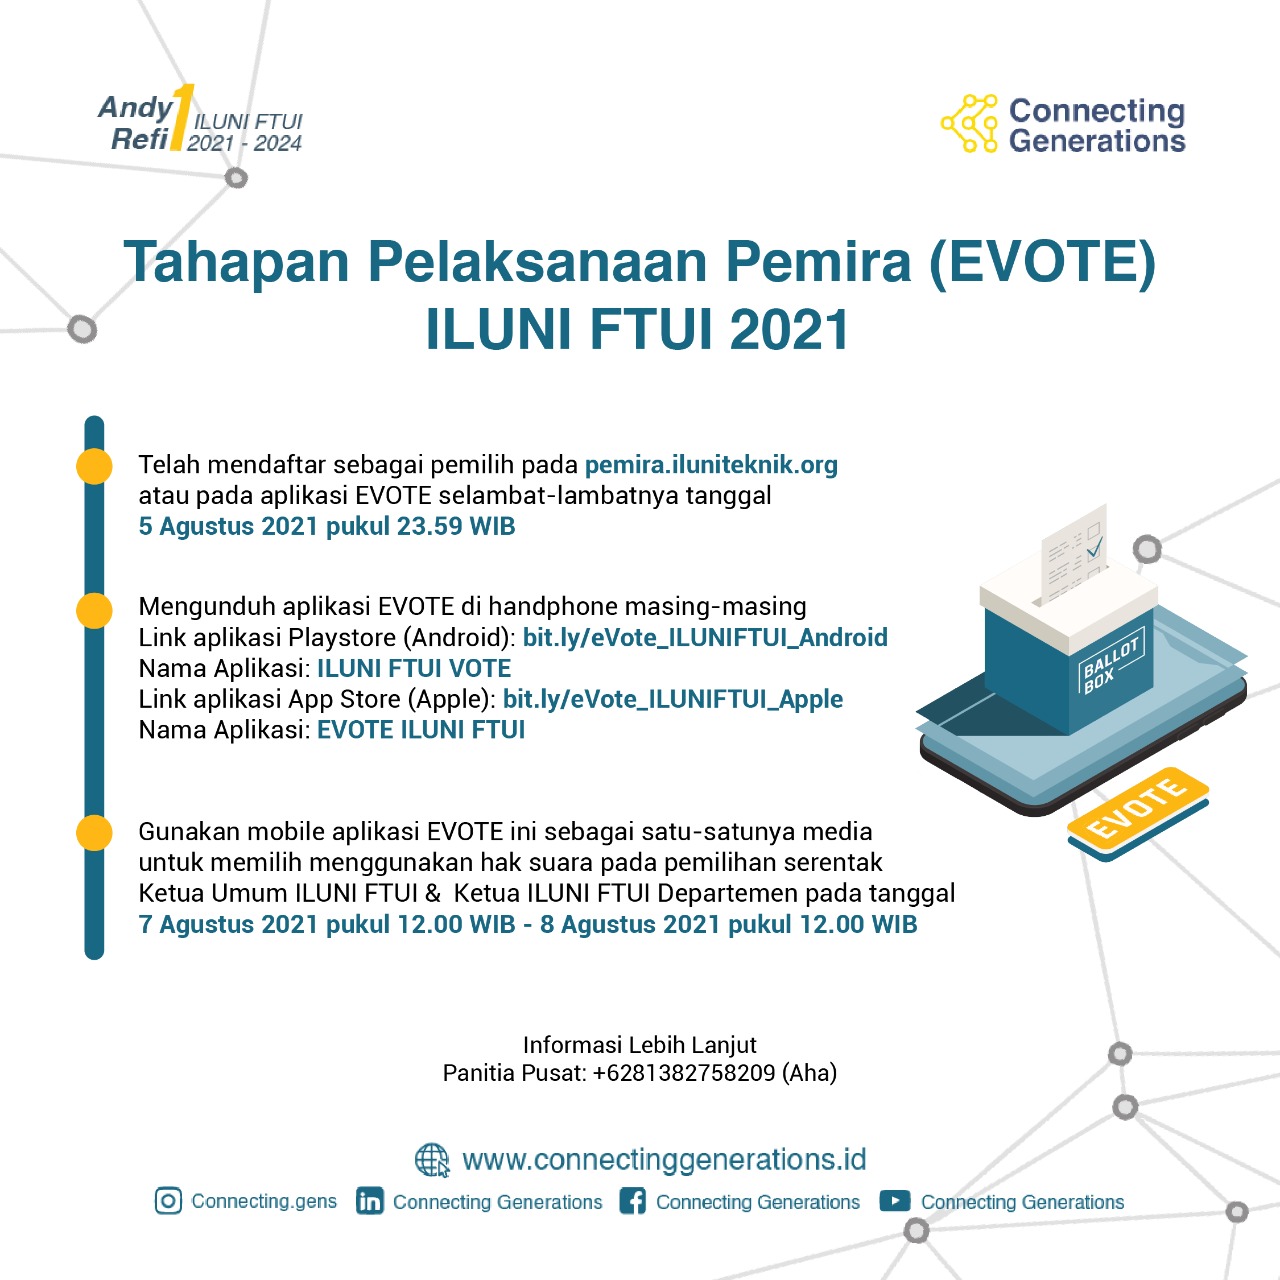 Andy
Refi
1
ILUNI FTUI
2021 - 2024
Connecting
Generations
Tahapan Pelaksanaan Pemira (EVOTE)
ILUNI FTUI 2021
Telah mendaftar sebagai pemilih pada pemira.iluniteknik.org
atau pada aplikasi EVOTE selambat-lambatnya tanggal
5 Agustus 2021 pukul 23.59 WIB
Mengunduh aplikasi EVOTE di handphone masing-masing
Link aplikasi Playstore (Android): bit.ly/eVote_ILUNIFTUI_Android
Nama Aplikasi: ILUNI FTUI VOTE
Link aplikasi App Store (Apple): bit.ly/eVote_ILUNIFTUI_Apple
Nama Aplikasi: EVOTE ILUNI FTUI
BALLOT
BOX
EVOTE
Gunakan mobile aplikasi EVOTE ini sebagai satu-satunya media
untuk memilih menggunakan hak suara pada pemilihan serentak
Ketua Umum ILUNI FTUI & Ketua ILUNI FTUI Departemen pada tanggal
7 Agustus 2021 pukul 12.00 WIB - 8 Agustus 2021 pukul 12.00 WIB
Informasi Lebih Lanjut
Panitia Pusat: +6281382758209 (Aha)
www.connectinggenerations.id
Connecting.gens
Connecting Generations
Connecting Generations
Connecting Generations